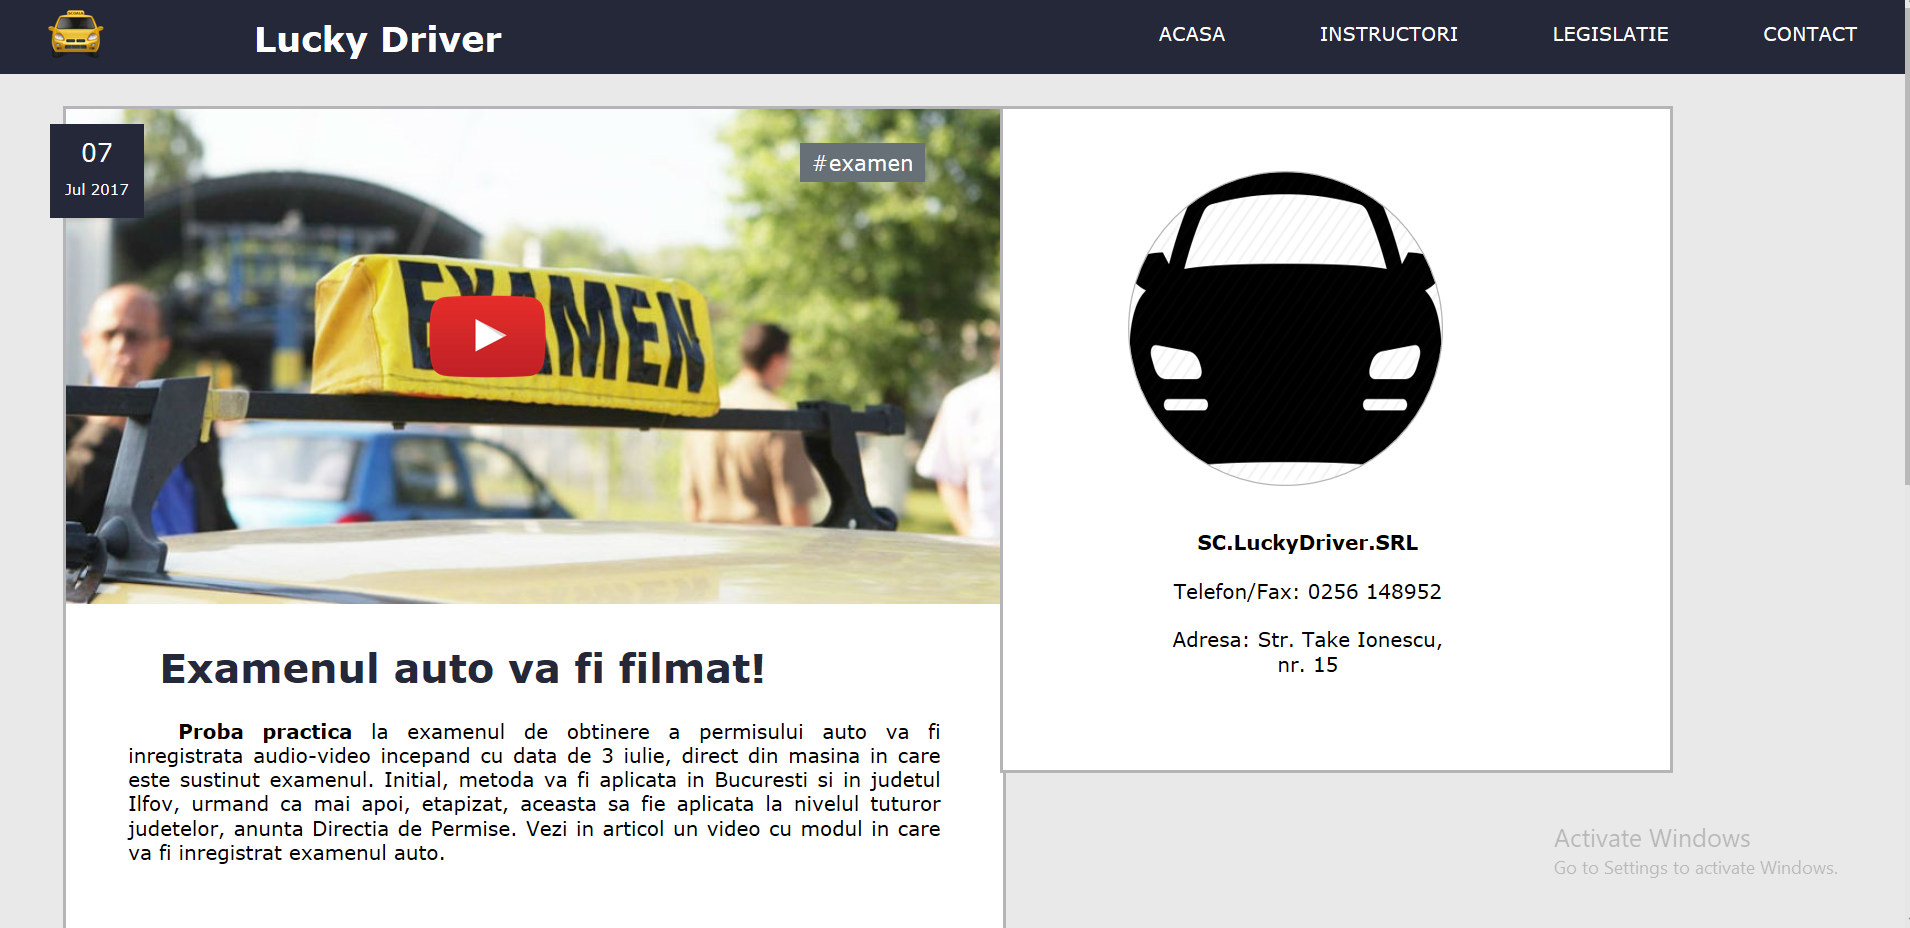 Lucky Driver
ACASA
INSTRUCTORI
LEGISLATIE
CONTACT
07
Jul 2017
#examen
EXAMEN
Examenul auto va fi filmat!
Proba practica la examenul de obtinere a permisului auto va fi
inregistrata audio-video incepand cu data de 3 iulie, direct din masina in care
este sustinut examenul. Initial, metoda va fi aplicata in Bucuresti si in judetul
Ilfov, urmand ca mai apoi, etapizat, aceasta sa fie aplicata la nivelul tuturor
judetelor, anunta Directia de Permise. Vezi in articol un video cu modul in care
va fi inregistrat examenul auto.
SC.LuckyDriver.SRL
Telefon/Fax: 0256 148952
Adresa: Str. Take Ionescu,
nr. 15
Activate Windows
Go to Settings to activate Windows.